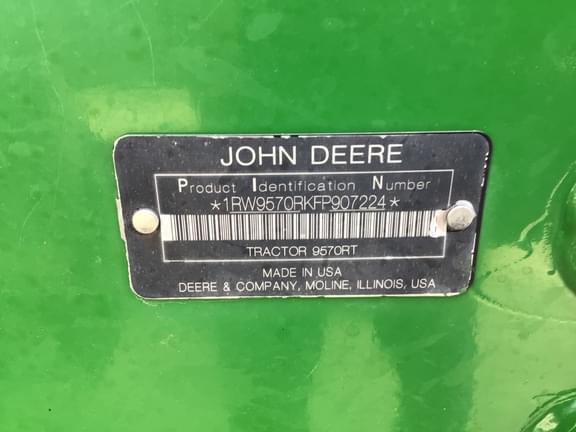 JOHN DEERE
Product Identification Number
*1RW9570RKFP907224*
TRACTOR 9570RT
MADE IN USA
DEERE & COMPANY, MOLINE, ILLINOIS, USA